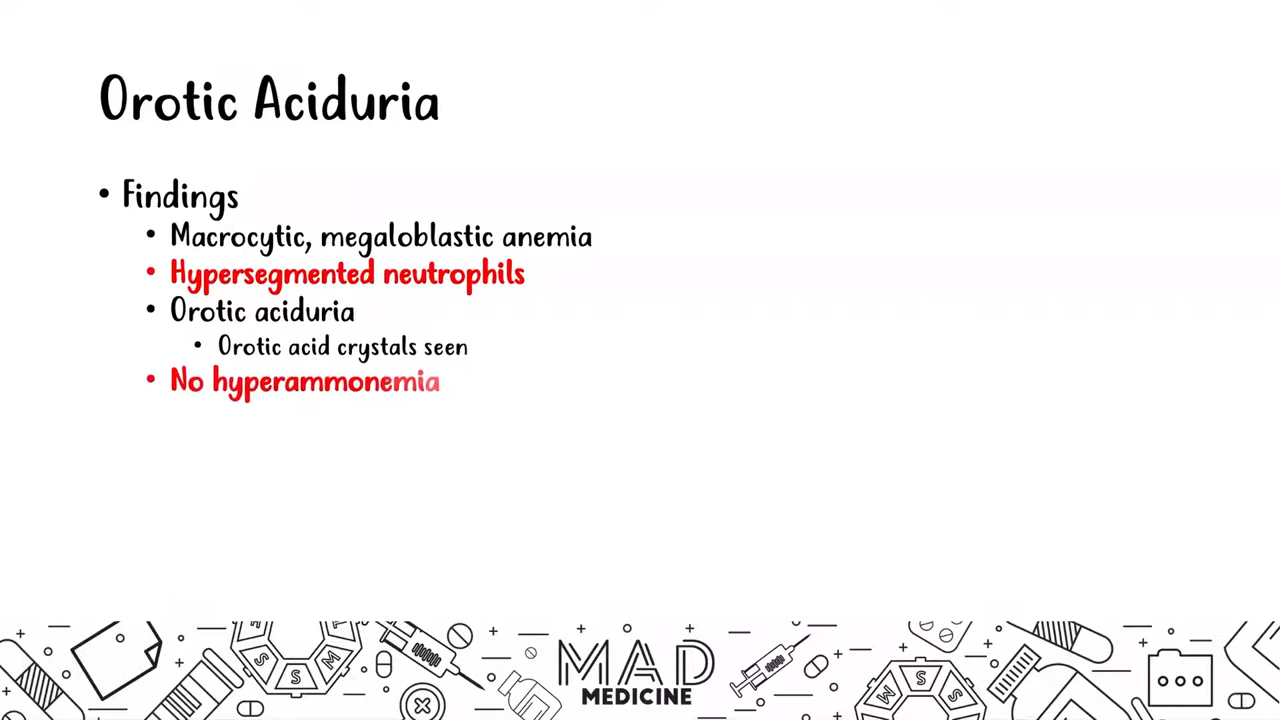 Orotic Aciduria
• Findings
• Macrocytic, megaloblastic anemia
• Hypersegmented neutrophils
• Orotic aciduria
• Orotic acid crystals seen
• No hyperammonemia
MAD
MEDICINE
S
S
M
M
S
S